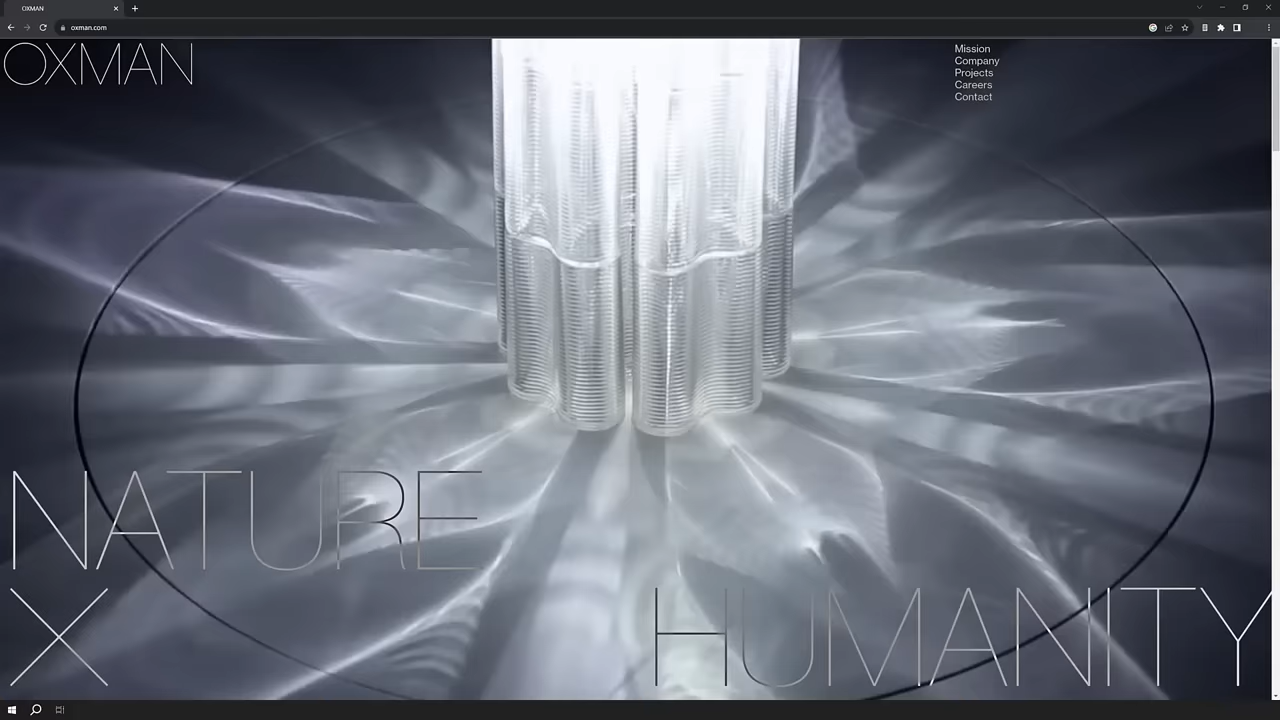 OXMAN
oxman.com
OXMAN
Mission
Company
Projects
Careers
Contact
NATURE
X
HUMANITY